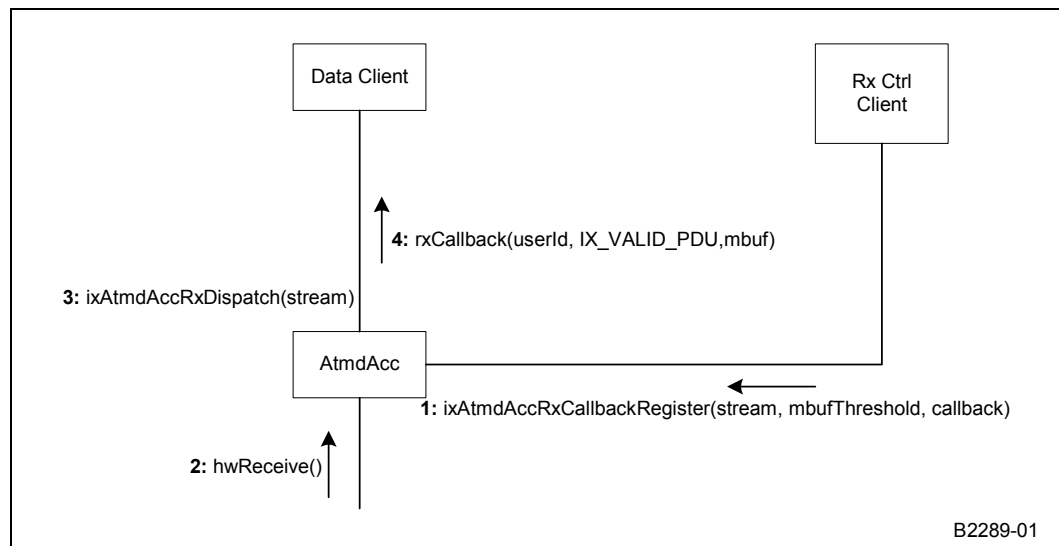 Data Client
Rx Ctrl
Client
4: rxCallback(userId, IX_VALID_PDU,mbuf)
3: ixAtmdAccRxDispatch(stream)
AtmdAcc
1: ixAtmdAccRxCallbackRegister(stream, mbufThreshold, callback)
2: hwReceive()
B2289-01